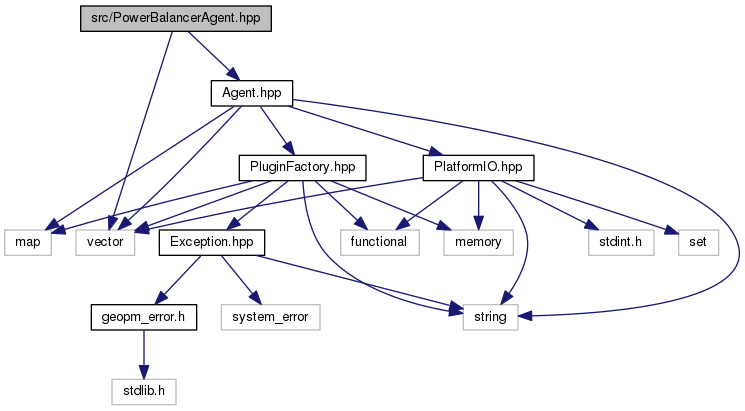 src/PowerBalancerAgent.hpp
Agent.hpp
PluginFactory.hpp
PlatformIO.hpp
map
vector
Exception.hpp
functional
memory
stdint.h
set
geopm_error.h
system_error
string
stdlib.h